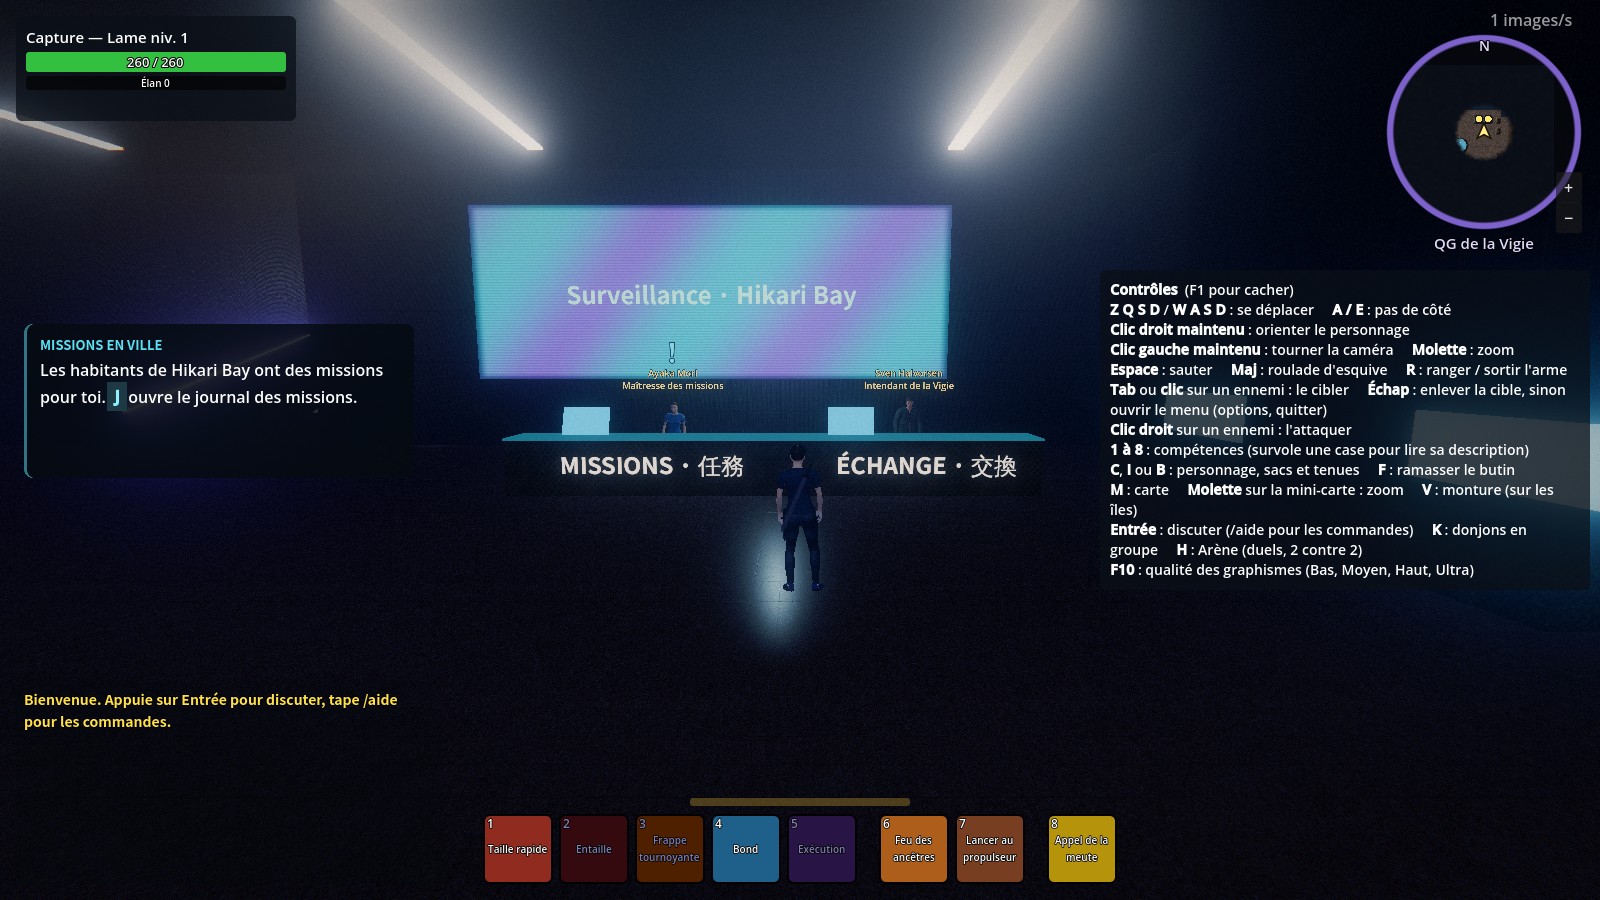 Capture — Lame niv. 1
260 / 260
Élan 0
1 images/s
N
+
−
QG de la Vigie
Surveillance · Hikari Bay
!
Maîtresse des missions
Sven Halvorsen
Intendant de la Vigie
MISSIONS · 任務
ÉCHANGE · 交換
MISSIONS EN VILLE
Les habitants de Hikari Bay ont des missions
pour toi. J ouvre le journal des missions.
Contrôles (F1 pour cacher)
Z Q S D / W A S D : se déplacer A / E : pas de côté
Clic droit maintenu : orienter le personnage
Clic gauche maintenu : tourner la caméra Molette : zoom
Espace : sauter Maj : roulade d'esquive R : ranger / sortir l'arme
Tab ou clic sur un ennemi : le cibler Échap : enlever la cible, sinon
ouvrir le menu (options, quitter)
Clic droit sur un ennemi : l'attaquer
1 à 8 : compétences (survole une case pour lire sa description)
C, I ou B : personnage, sacs et tenues F : ramasser le butin
M : carte Molette sur la mini-carte : zoom V : monture (sur les
îles)
Entrée : discuter (/aide pour les commandes) K : donjons en
groupe H : Arène (duels, 2 contre 2)
F10 : qualité des graphismes (Bas, Moyen, Haut, Ultra)
Bienvenue. Appuie sur Entrée pour discuter, tape /aide
pour les commandes.
1
Taille rapide
2
Entaille
3
Frappe
tournoyante
4
Bond
5
Exécution
6
Feu des
ancêtres
7
Lancer au
propulseur
8
Appel de la
meute